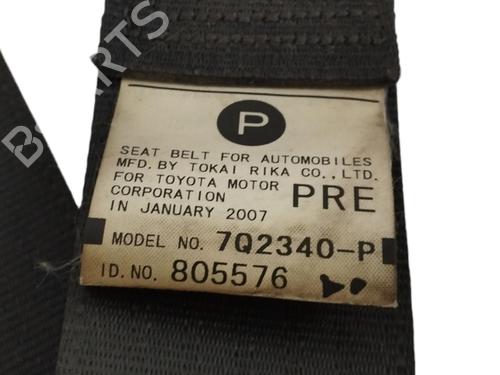 P
SEAT BELT FOR AUTOMOBILES
MFD. BY TOKAI RIKA CO., LTD.
FOR TOYOTA MOTOR
CORPORATION
PRE
IN JANUARY 2007
MODEL NO. 7Q2340-P
ID. NO. 805576